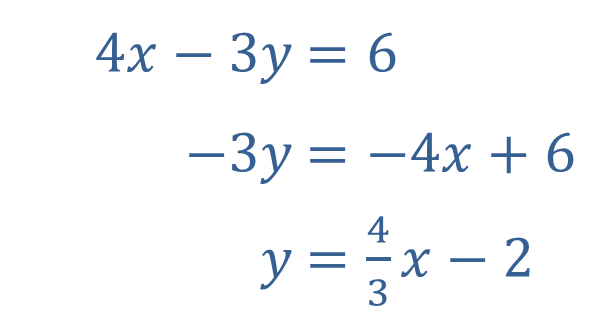 4x − 3y = 6
−3y = −4x + 6
y = 4/3 x − 2